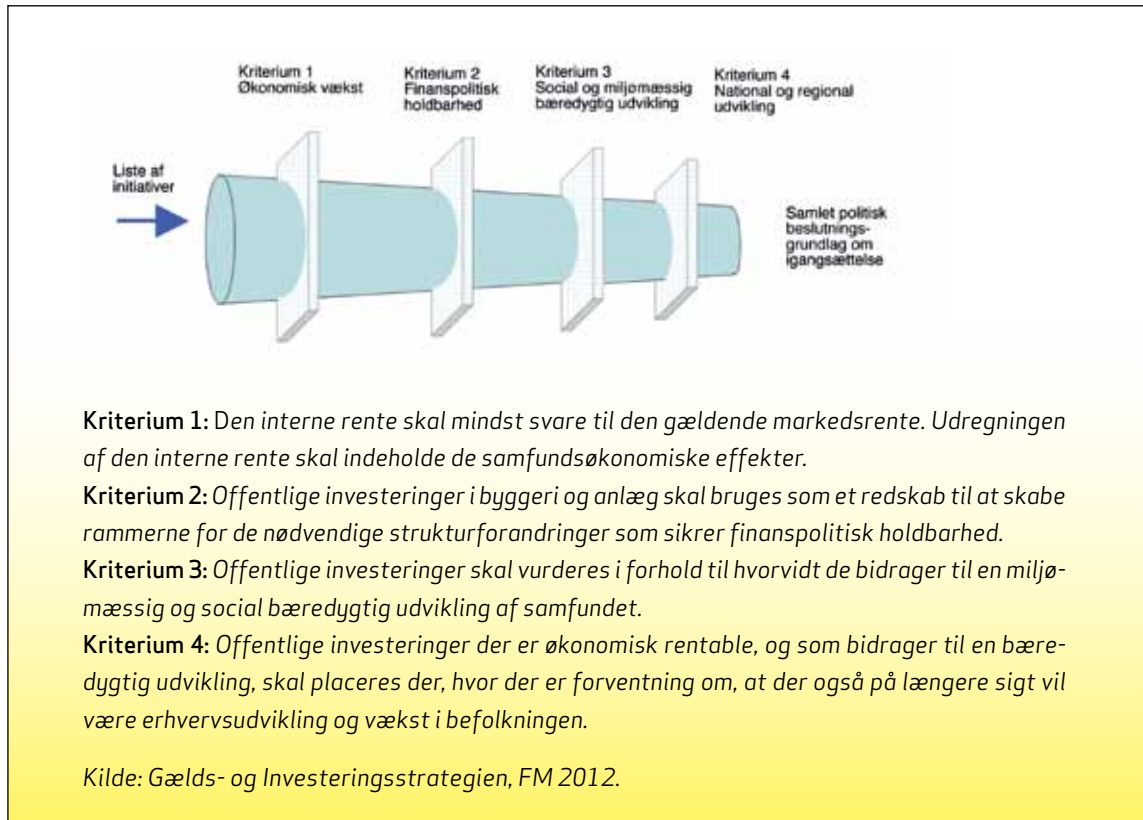 Kriterium 1
Økonomisk vækst
Kriterium 2
Finanspolitisk
holdbarhed
Kriterium 3
Social og miljømæssig
bæredygtig udvikling
Kriterium 4
National og regional
udvikling
Liste af
initiativer
Samlet politisk
beslutnings-
grundlag om
igangsættelse
Kriterium 1: Den interne rente skal mindst svare til den gældende markedsrente. Udregningen
af den interne rente skal indeholde de samfundsøkonomiske effekter.
Kriterium 2: Offentlige investeringer i byggeri og anlæg skal bruges som et redskab til at skabe
rammerne for de nødvendige strukturforandringer som sikrer finanspolitisk holdbarhed.
Kriterium 3: Offentlige investeringer skal vurderes i forhold til hvorvidt de bidrager til en miljø-
mæssig og social bæredygtig udvikling af samfundet.
Kriterium 4: Offentlige investeringer der er økonomisk rentable, og som bidrager til en bære-
dygtig udvikling, skal placeres der, hvor der er forventning om, at der også på længere sigt vil
være erhvervsudvikling og vækst i befolkningen.
Kilde: Gælds- og Investeringsstrategien, FM 2012.